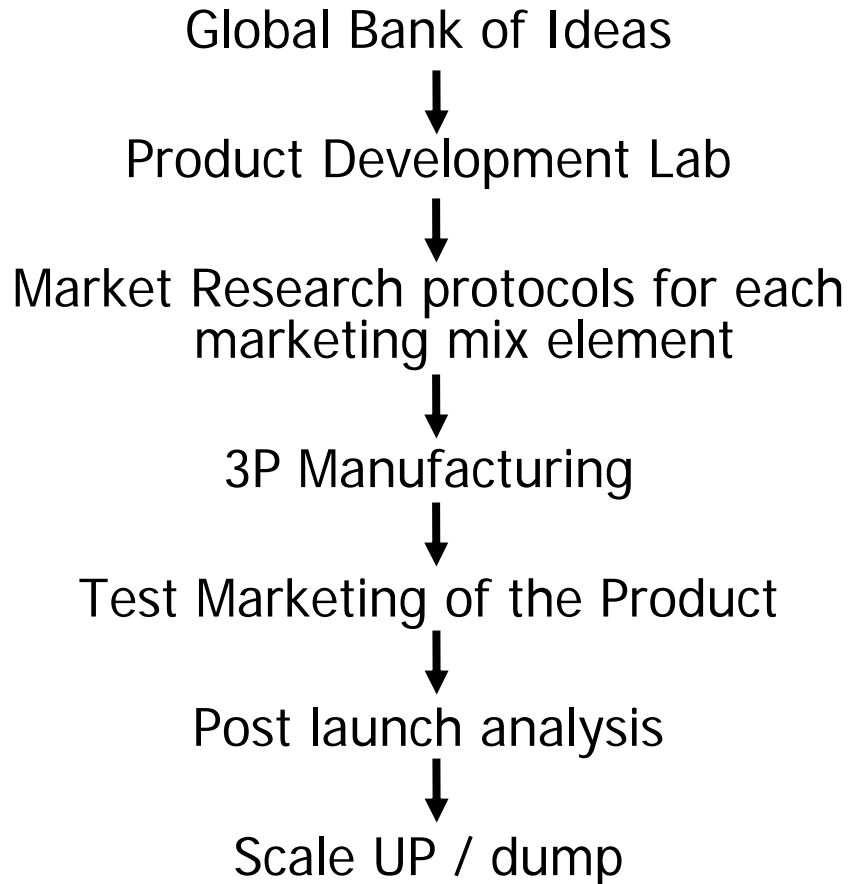 Global Bank of Ideas
Product Development Lab
Market Research protocols for each
marketing mix element
3P Manufacturing
Test Marketing of the Product
Post launch analysis
Scale UP / dump